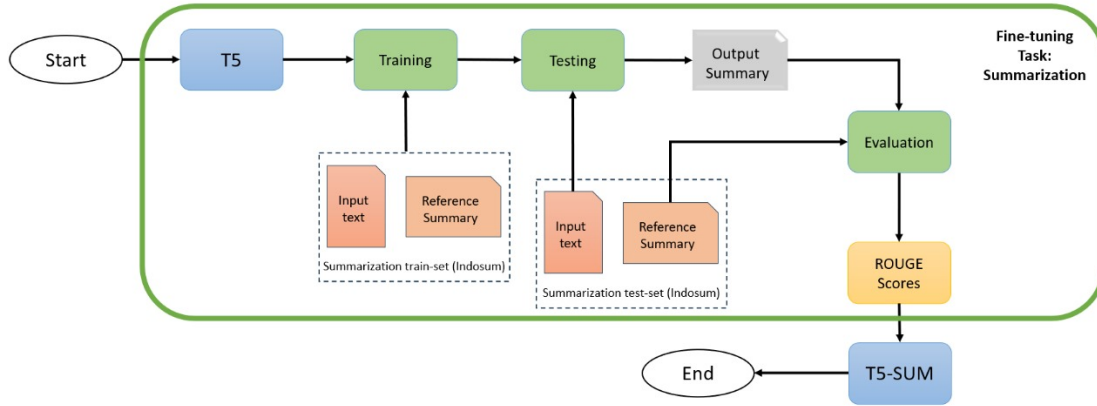 Start
T5
Training
Testing
Output
Summary
Fine-tuning
Task:
Summarization
Evaluation
Input
text
Reference
Summary
Summarization train-set (Indosum)
Input
text
Reference
Summary
Summarization test-set (Indosum)
ROUGE
Scores
T5-SUM
End